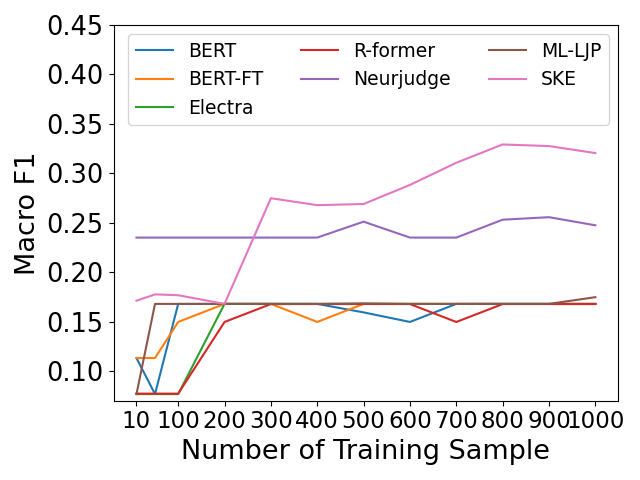 0.45
0.40
0.35
0.30
0.25
0.20
0.15
0.10
Macro F1
BERT
BERT-FT
Electra
R-former
Neurjudge
ML-LJP
SKE
10 100 200 300 400 500 600 700 800 900 1000
Number of Training Sample